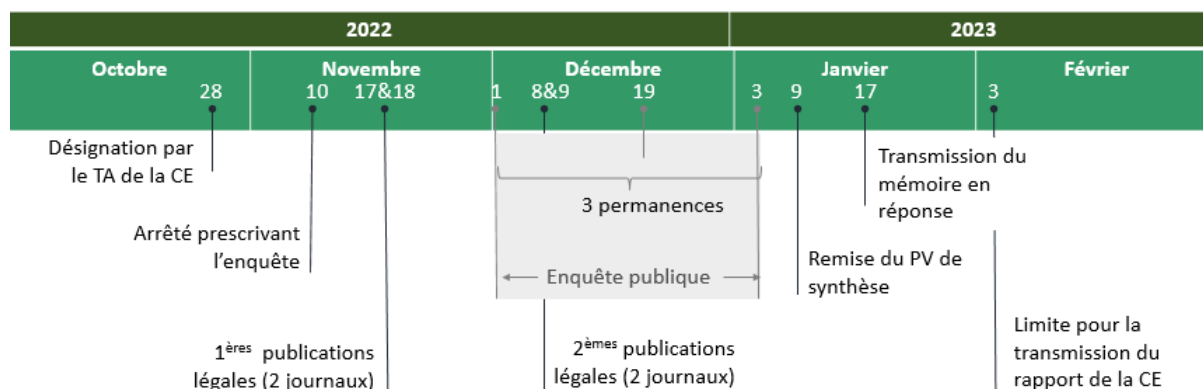 2022 2023
Octobre Novembre Décembre Janvier Février
28 10 17&18 1 8&9 19 3 9 17 3
Désignation par
le TA de la CE
Arrêté prescrivant
l'enquête
1ères publications
légales (2 journaux)
3 permanences
Enquête publique
2èmes publications
légales (2 journaux)
Remise du PV de
synthèse
Transmission du
mémoire en
réponse
Limite pour la
transmission du
rapport de la CE